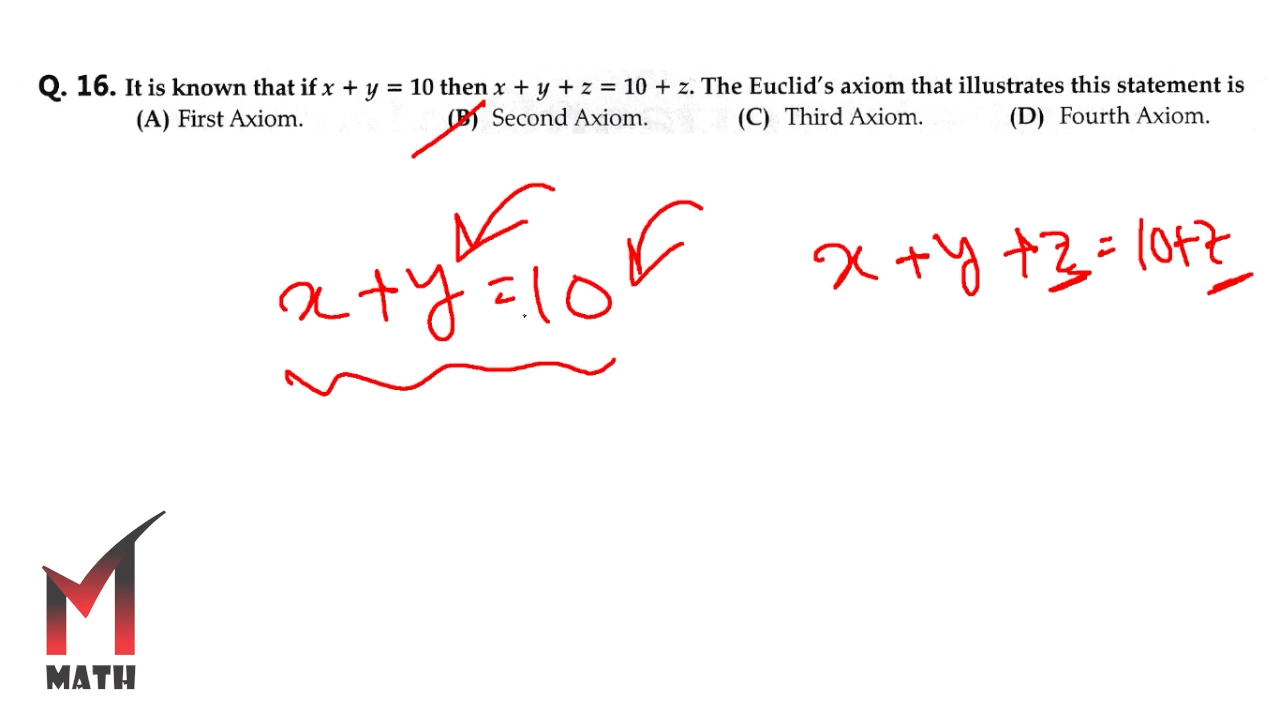 Q. 16. It is known that if x + y = 10 then x + y + z = 10 + z. The Euclid's axiom that illustrates this statement is
(A) First Axiom. (B) Second Axiom. (C) Third Axiom. (D) Fourth Axiom.
x + y = 10
x + y + z = 10 + z
M
MATH